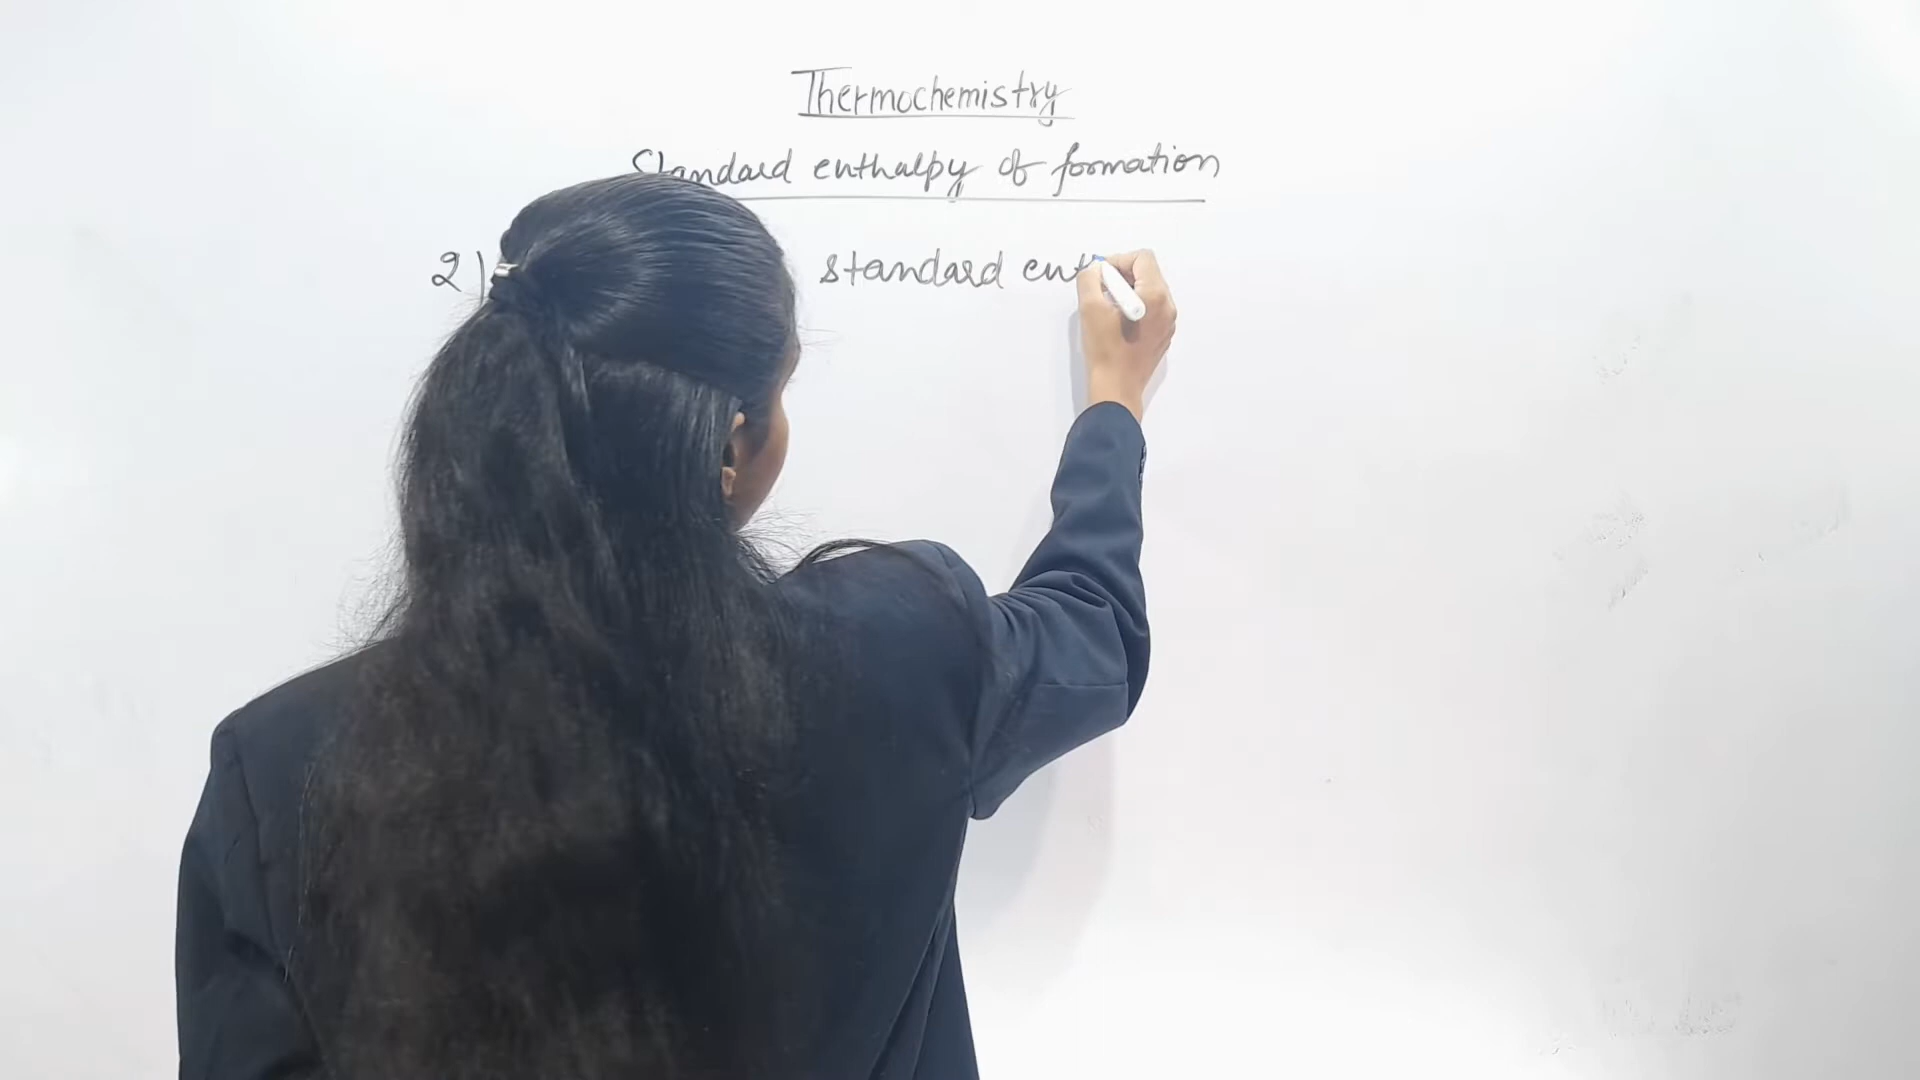 Thermochemistry
Standard enthalpy of formation
2) standard